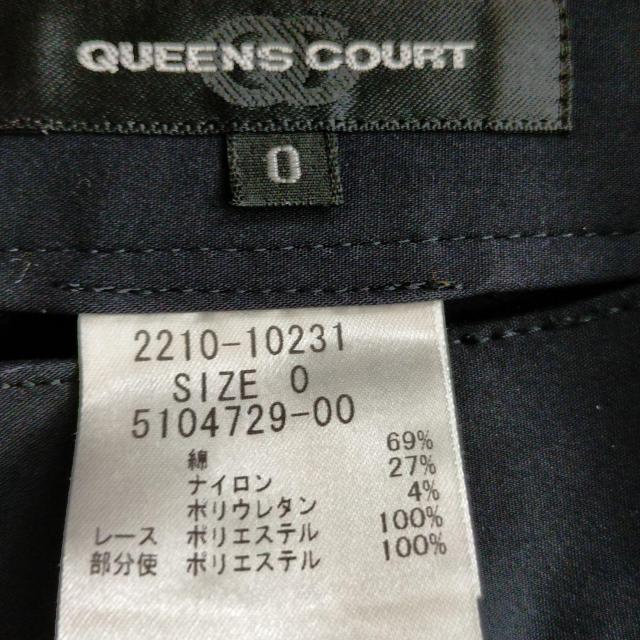 QUEENS COURT
0
2210-10231
SIZE 0
5104729-00
綿 69%
ナイロン 27%
ポリウレタン 4%
レース ポリエステル 100%
部分使 ポリエステル 100%